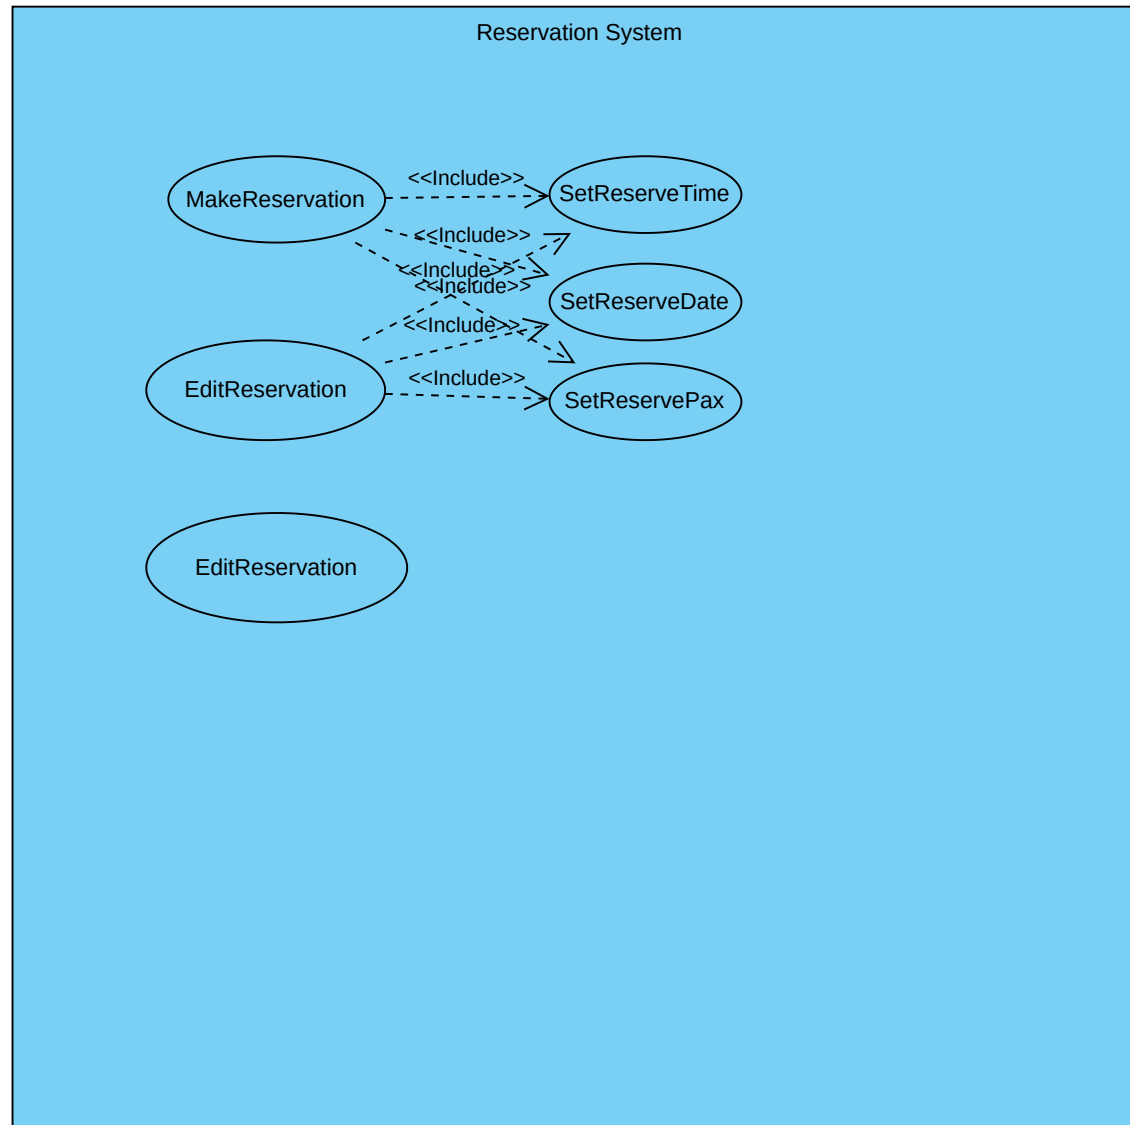 Reservation System
<<Include>>
MakeReservation
SetReserveTime
<<Include>>
<<Include>>
<<Include>>
SetReserveDate
<<Include>>
<<Include>>
EditReservation
SetReservePax
EditReservation